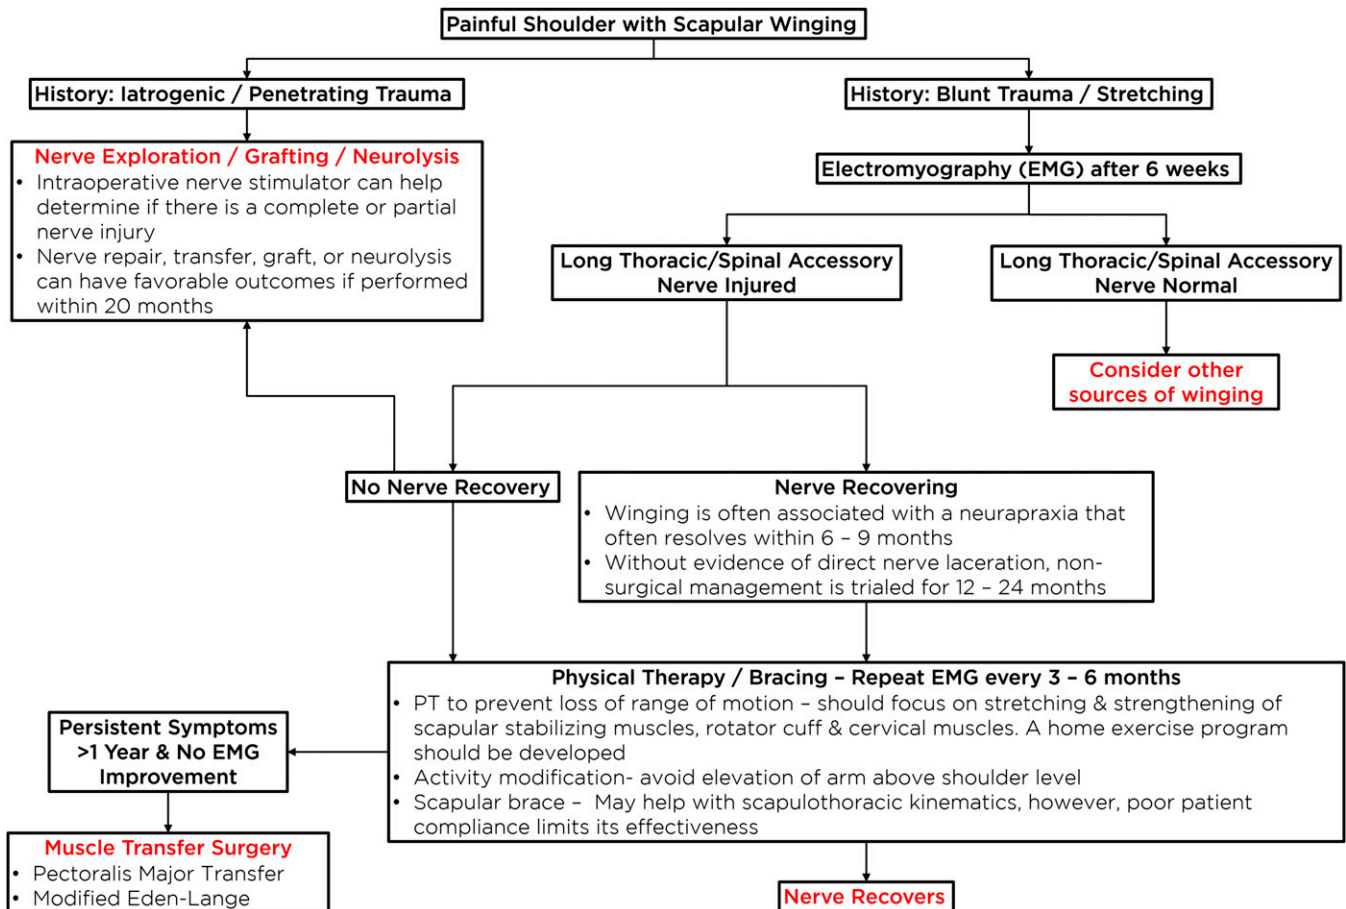 Painful Shoulder with Scapular Winging
History: Iatrogenic / Penetrating Trauma
History: Blunt Trauma / Stretching
Nerve Exploration / Grafting / Neurolysis
• Intraoperative nerve stimulator can help
determine if there is a complete or partial
nerve injury
• Nerve repair, transfer, graft, or neurolysis
can have favorable outcomes if performed
within 20 months
Electromyography (EMG) after 6 weeks
Long Thoracic/Spinal Accessory
Nerve Injured
Long Thoracic/Spinal Accessory
Nerve Normal
Consider other
sources of winging
No Nerve Recovery
Nerve Recovering
• Winging is often associated with a neurapraxia that
often resolves within 6 – 9 months
• Without evidence of direct nerve laceration, non-
surgical management is trialed for 12 – 24 months
Physical Therapy / Bracing – Repeat EMG every 3 – 6 months
• PT to prevent loss of range of motion – should focus on stretching & strengthening of
scapular stabilizing muscles, rotator cuff & cervical muscles. A home exercise program
should be developed
• Activity modification- avoid elevation of arm above shoulder level
• Scapular brace – May help with scapulothoracic kinematics, however, poor patient
compliance limits its effectiveness
Persistent Symptoms
>1 Year & No EMG
Improvement
Muscle Transfer Surgery
• Pectoralis Major Transfer
• Modified Eden-Lange
Nerve Recovers